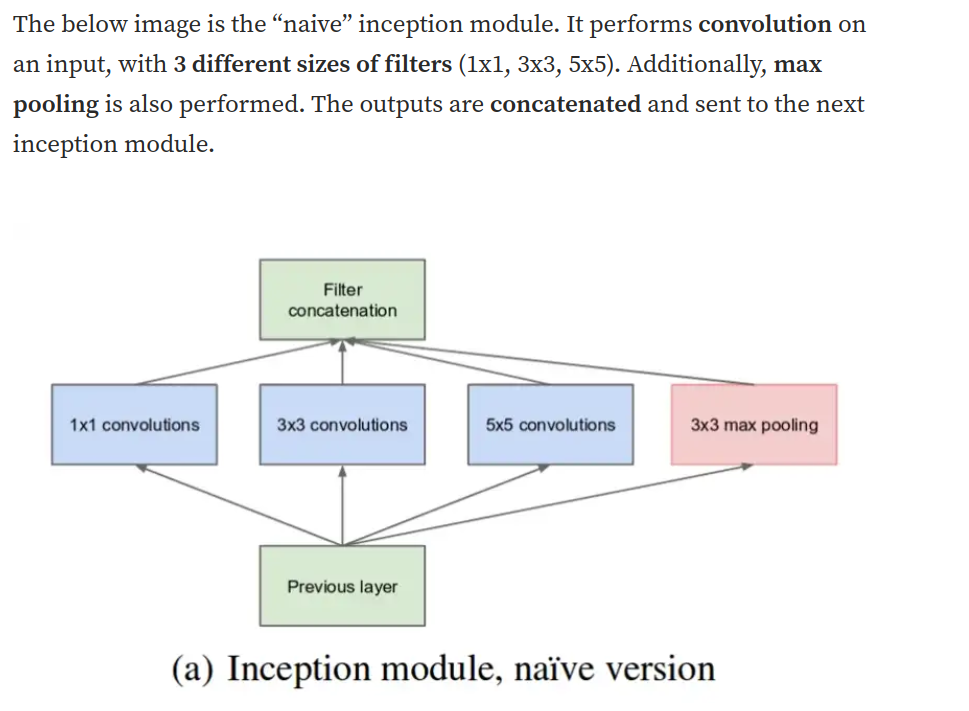 The below image is the “naive” inception module. It performs convolution on
an input, with 3 different sizes of filters (1x1, 3x3, 5x5). Additionally, max
pooling is also performed. The outputs are concatenated and sent to the next
inception module.
Filter
concatenation
1x1 convolutions
3x3 convolutions
5x5 convolutions
3x3 max pooling
Previous layer
(a) Inception module, naïve version